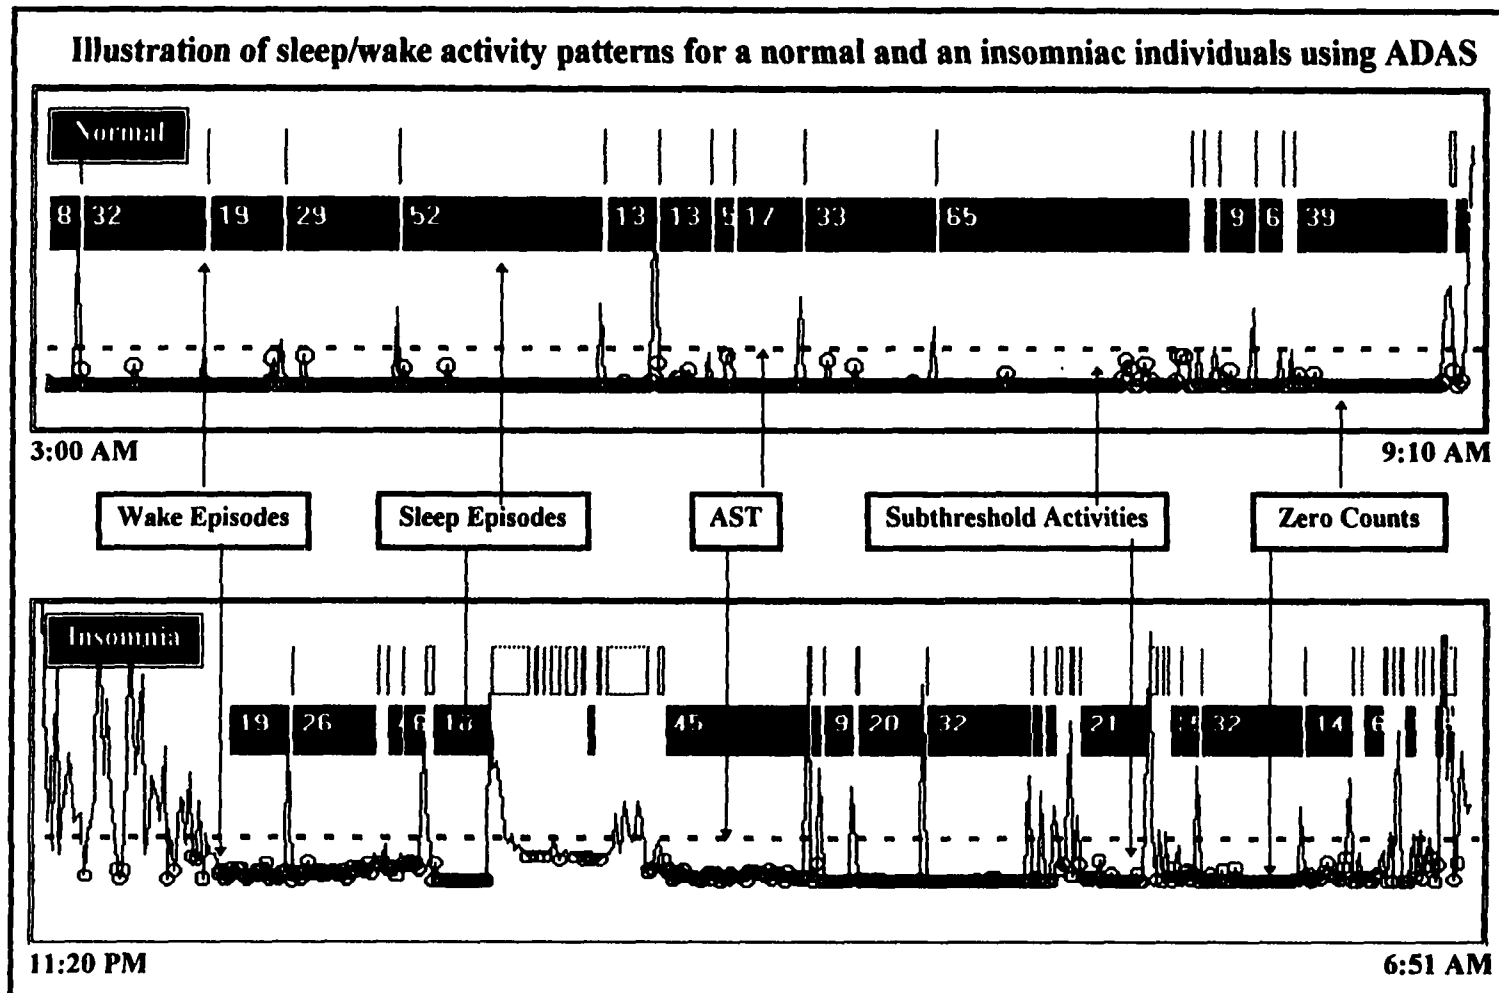 Illustration of sleep/wake activity patterns for a normal and an insomniac individuals using ADAS
Normal
8 32 19 29 52 13 13 5 17 33 65 9 6 39
3:00 AM 9:10 AM
Wake Episodes Sleep Episodes AST Subthreshold Activities Zero Counts
Insomnia
19 26 6 18 45 9 20 32 21 32 14 6
11:20 PM 6:51 AM